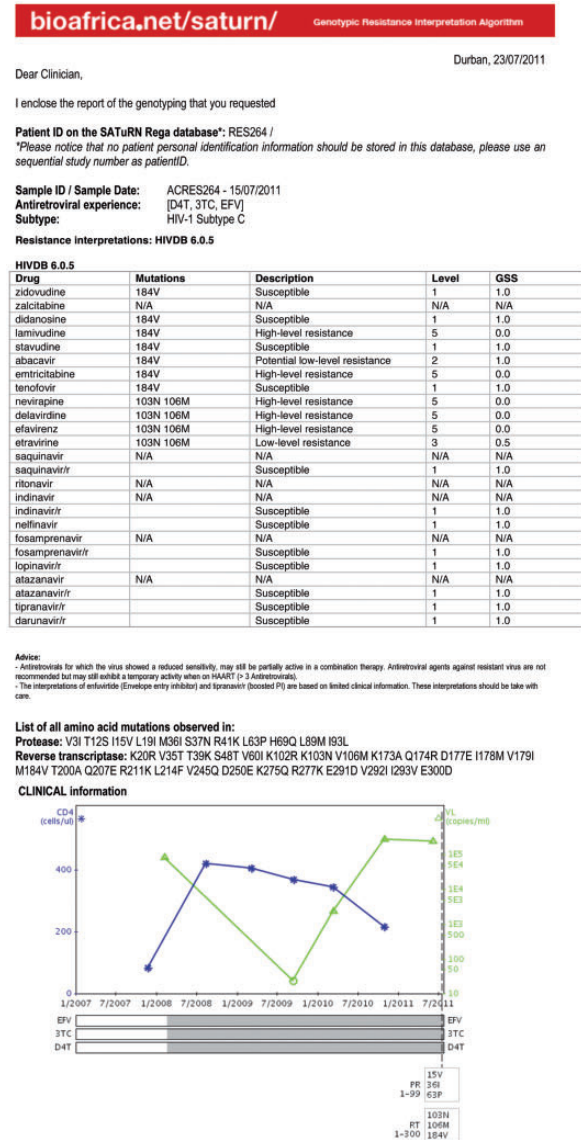 bioafrica.net/saturn/ Genotypic Resistance Interpretation Algorithm
Durban, 23/07/2011
Dear Clinician,
I enclose the report of the genotyping that you requested
Patient ID on the SATuRN Rega database*: RES264 /
*Please notice that no patient personal identification information should be stored in this database, please use an
sequential study number as patientID.
Sample ID / Sample Date: ACRES264 - 15/07/2011
Antiretroviral experience: [D4T, 3TC, EFV]
Subtype: HIV-1 Subtype C
Resistance interpretations: HIVDB 6.0.5
HIVDB 6.0.5
Drug Mutations Description Level GSS
zidovudine 184V Susceptible 1 1.0
zalcitabine N/A N/A N/A N/A
didanosine 184V Susceptible 1 1.0
lamivudine 184V High-level resistance 5 0.0
stavudine 184V Susceptible 1 1.0
abacavir 184V Potential low-level resistance 2 1.0
emtricitabine 184V High-level resistance 5 0.0
tenofovir 184V Susceptible 1 1.0
nevirapine 103N 106M High-level resistance 5 0.0
delavirdine 103N 106M High-level resistance 5 0.0
efavirenz 103N 106M High-level resistance 5 0.0
etravirine 103N 106M Low-level resistance 3 0.5
saquinavir N/A N/A N/A N/A
saquinavir/r Susceptible 1 1.0
ritonavir N/A N/A N/A N/A
indinavir N/A N/A N/A N/A
indinavir/r Susceptible 1 1.0
nelfinavir Susceptible 1 1.0
fosamprenavir N/A N/A N/A N/A
fosamprenavir/r Susceptible 1 1.0
lopinavir/r Susceptible 1 1.0
atazanavir N/A N/A N/A N/A
atazanavir/r Susceptible 1 1.0
tipranavir/r Susceptible 1 1.0
darunavir/r Susceptible 1 1.0
Advice:
- Antiretrovirals for which the virus showed a reduced sensitivity, may still be partially active in a combination therapy. Antiretroviral agents against resistant virus are not
recommended but may still exhibit a temporary activity when on HAART (> 3 Antiretrovirals).
- The interpretations of enfuvirtide (Envelope entry inhibitor) and tipranavir (boosted PI) are based on limited clinical information. These interpretations should be take with
care.
List of all amino acid mutations observed in:
Protease: V3I T12S I15V L19I M36I S37N R41K L63P H69Q L89M I93L
Reverse transcriptase: K20R V35T T39K S48T V60I K102R K103N V106M K173A Q174R D177E I178M V179I
M184V T200A Q207E R211K L214F V245Q D250E K275Q R277K E291D V292I I293V E300D
CLINICAL information
CD4 VL
(cells/ul) (copies/ml)
1E5
400 5E4
1E4
5E3
200 1E3
500
100
50
0 10
1/2007 7/2007 1/2008 7/2008 1/2009 7/2009 1/2010 7/2010 1/2011 7/2011
EFV EFV
3TC 3TC
D4T D4T
15V
PR 36I
1-99 63P
103N
RT 106M
1-300 184V